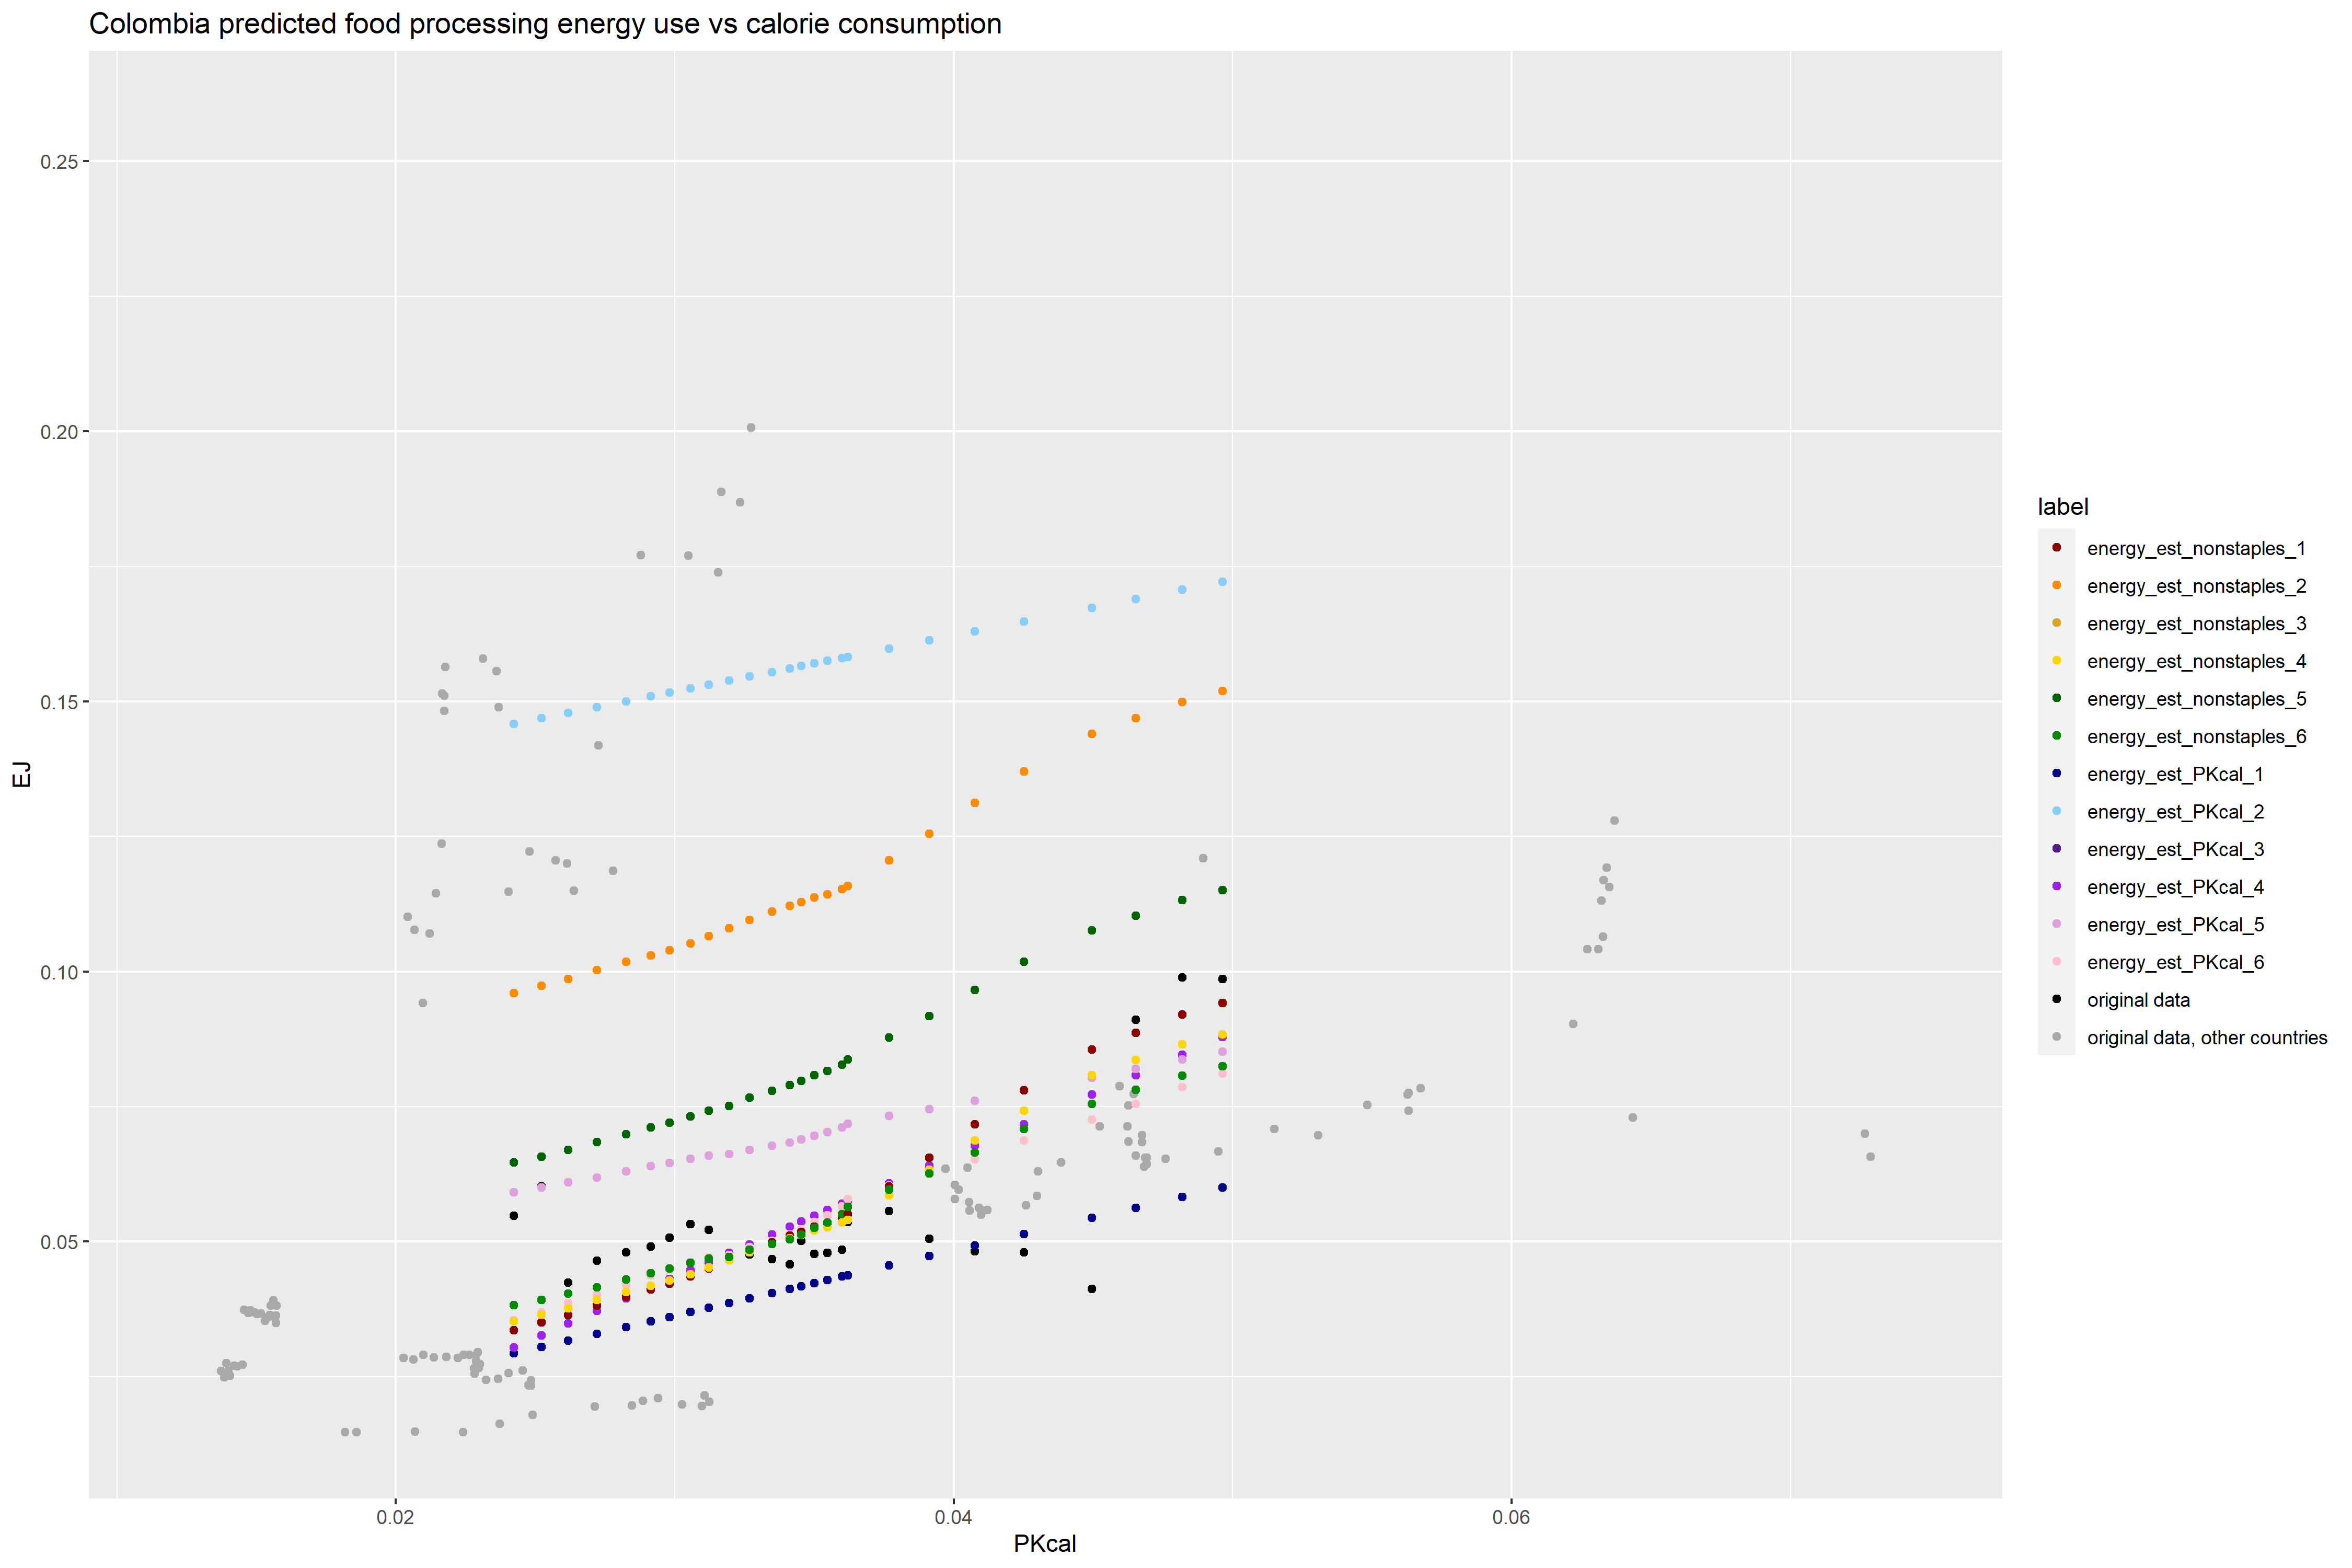 Colombia predicted food processing energy use vs calorie consumption
0.25
0.20
0.15
0.10
0.05
EJ
0.02
0.04
0.06
PKcal
label
energy_est_nonstaples_1
energy_est_nonstaples_2
energy_est_nonstaples_3
energy_est_nonstaples_4
energy_est_nonstaples_5
energy_est_nonstaples_6
energy_est_PKcal_1
energy_est_PKcal_2
energy_est_PKcal_3
energy_est_PKcal_4
energy_est_PKcal_5
energy_est_PKcal_6
original data
original data, other countries